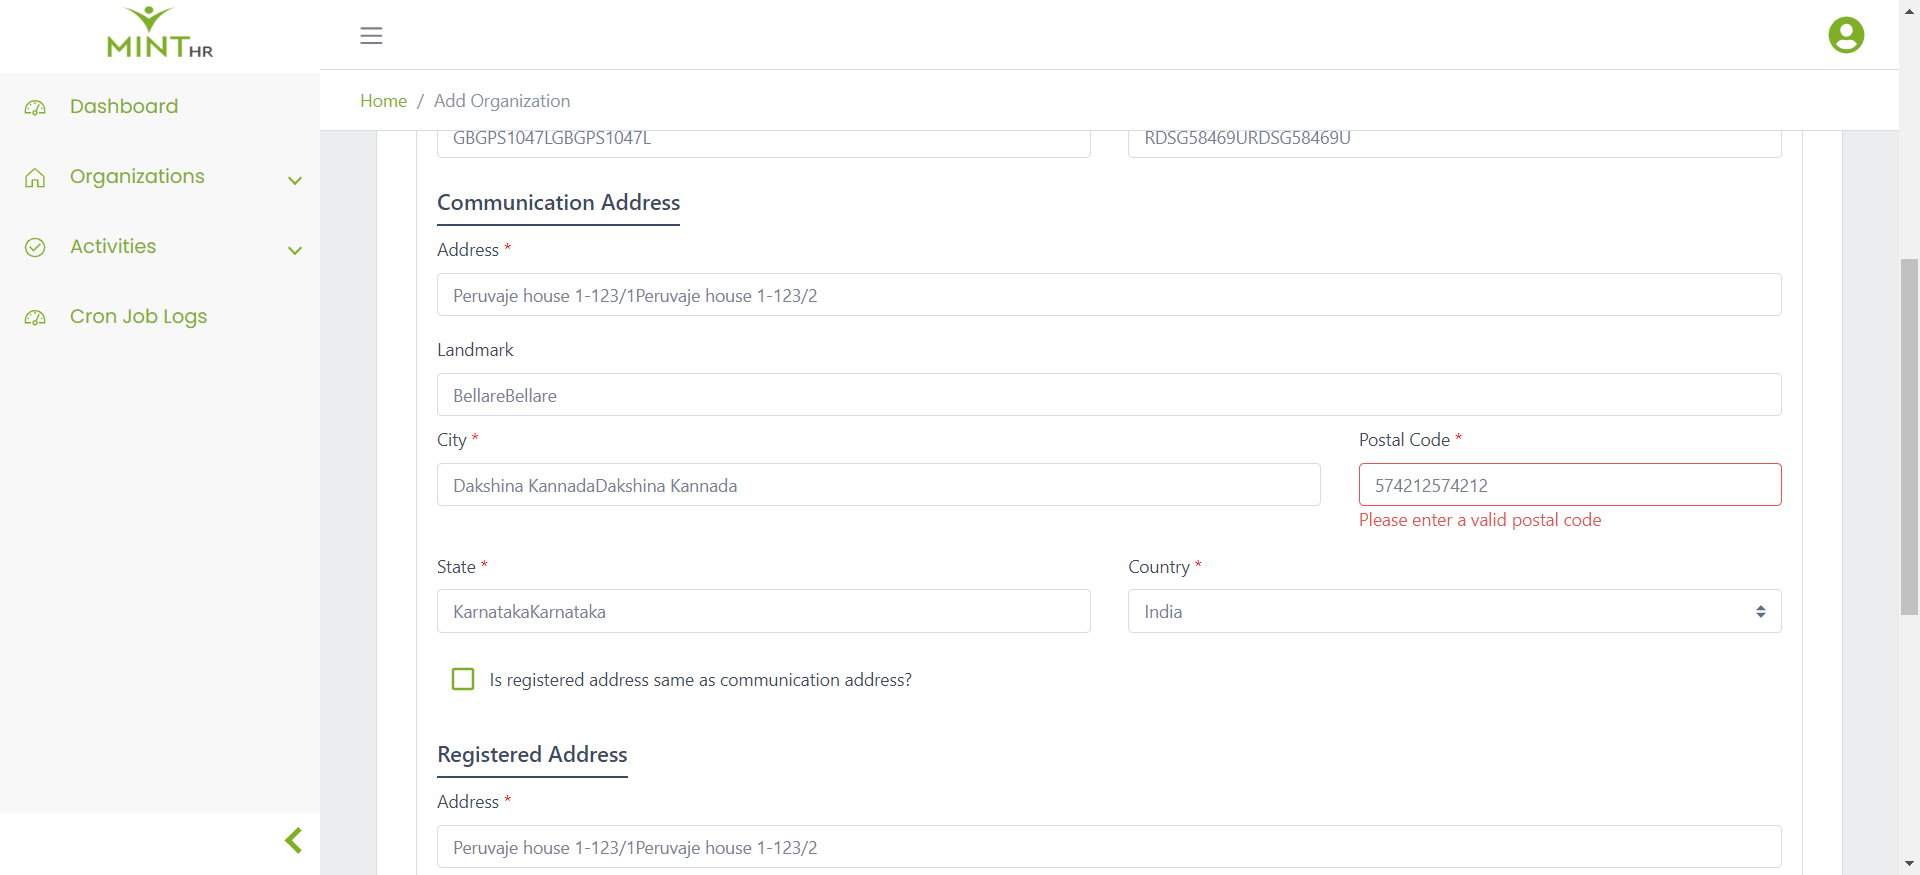 MINT HR
Dashboard
Organizations
Activities
Cron Job Logs
Home / Add Organization
GBGPS1047LGBGPS1047L
RDSG58469URDSG58469U
Communication Address
Address *
Peruvaje house 1-123/1Peruvaje house 1-123/2
Landmark
BellareBellare
City *
Postal Code *
Dakshina KannadaDakshina Kannada
574212574212
Please enter a valid postal code
State *
Country *
KarnatakaKarnataka
India
Is registered address same as communication address?
Registered Address
Address *
Peruvaje house 1-123/1Peruvaje house 1-123/2